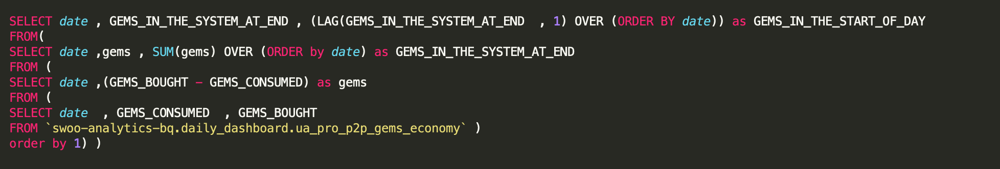 SELECT date , GEMS_IN_THE_SYSTEM_AT_END , (LAG(GEMS_IN_THE_SYSTEM_AT_END  , 1) OVER (ORDER BY date)) as GEMS_IN_THE_START_OF_DAY
FROM(
SELECT date ,gems , SUM(gems) OVER (ORDER by date) as GEMS_IN_THE_SYSTEM_AT_END
FROM (
SELECT date ,(GEMS_BOUGHT - GEMS_CONSUMED) as gems
FROM (
SELECT date  , GEMS_CONSUMED  , GEMS_BOUGHT
FROM `swoo-analytics-bq.daily_dashboard.ua_pro_p2p_gems_economy` )
order by 1) )